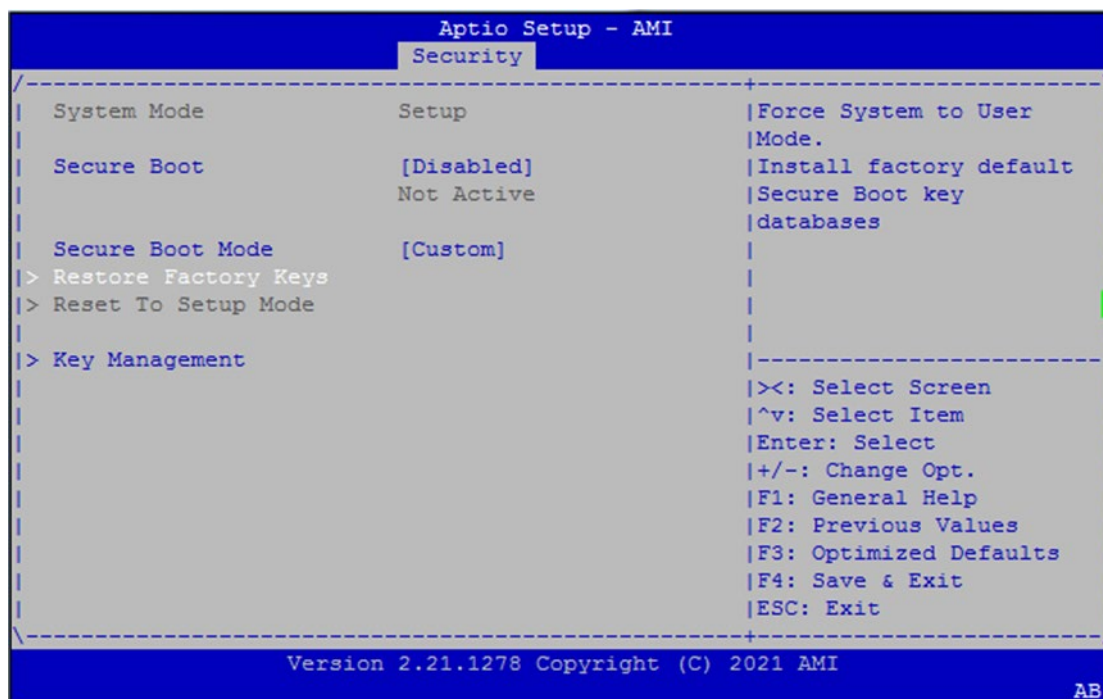 Aptio Setup - AMI
Security
System Mode Setup
Secure Boot [Disabled]
Not Active
Secure Boot Mode [Custom]
> Restore Factory Keys
> Reset To Setup Mode
> Key Management
Force System to User
Mode.
Install factory default
Secure Boot key
databases
><: Select Screen
^v: Select Item
Enter: Select
+/-: Change Opt.
F1: General Help
F2: Previous Values
F3: Optimized Defaults
F4: Save & Exit
ESC: Exit
Version 2.21.1278 Copyright (C) 2021 AMI
AB